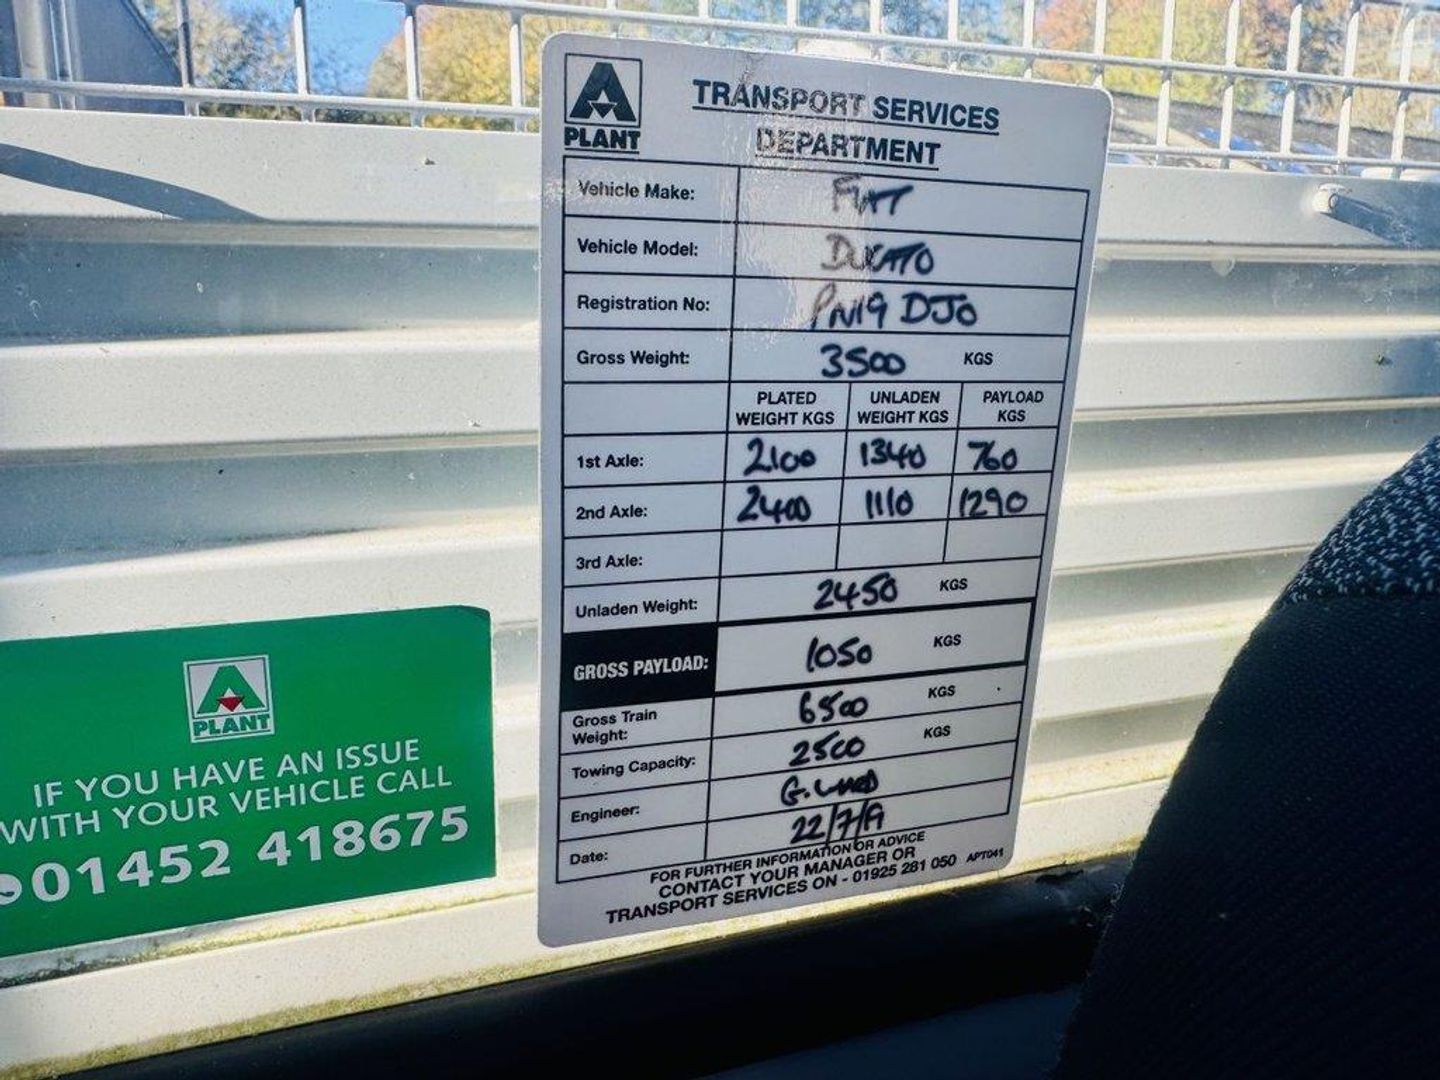 A
PLANT
TRANSPORT SERVICES
DEPARTMENT
Vehicle Make: FIAT
Vehicle Model: DUCATO
Registration No: PN19 DJO
Gross Weight: 3500 KGS
PLATED WEIGHT KGS UNLADEN WEIGHT KGS PAYLOAD KGS
1st Axle: 2100 1340 760
2nd Axle: 2400 1110 1290
3rd Axle:
Unladen Weight: 2450 KGS
GROSS PAYLOAD: 1050 KGS
Gross Train Weight: 6500 KGS
Towing Capacity: 2500 KGS
Engineer: G.
Date: 22/7/19
FOR FURTHER INFORMATION OR ADVICE
CONTACT YOUR MANAGER OR
TRANSPORT SERVICES ON - 01925 281 050 APT041
A
PLANT
IF YOU HAVE AN ISSUE
WITH YOUR VEHICLE CALL
01452 418675